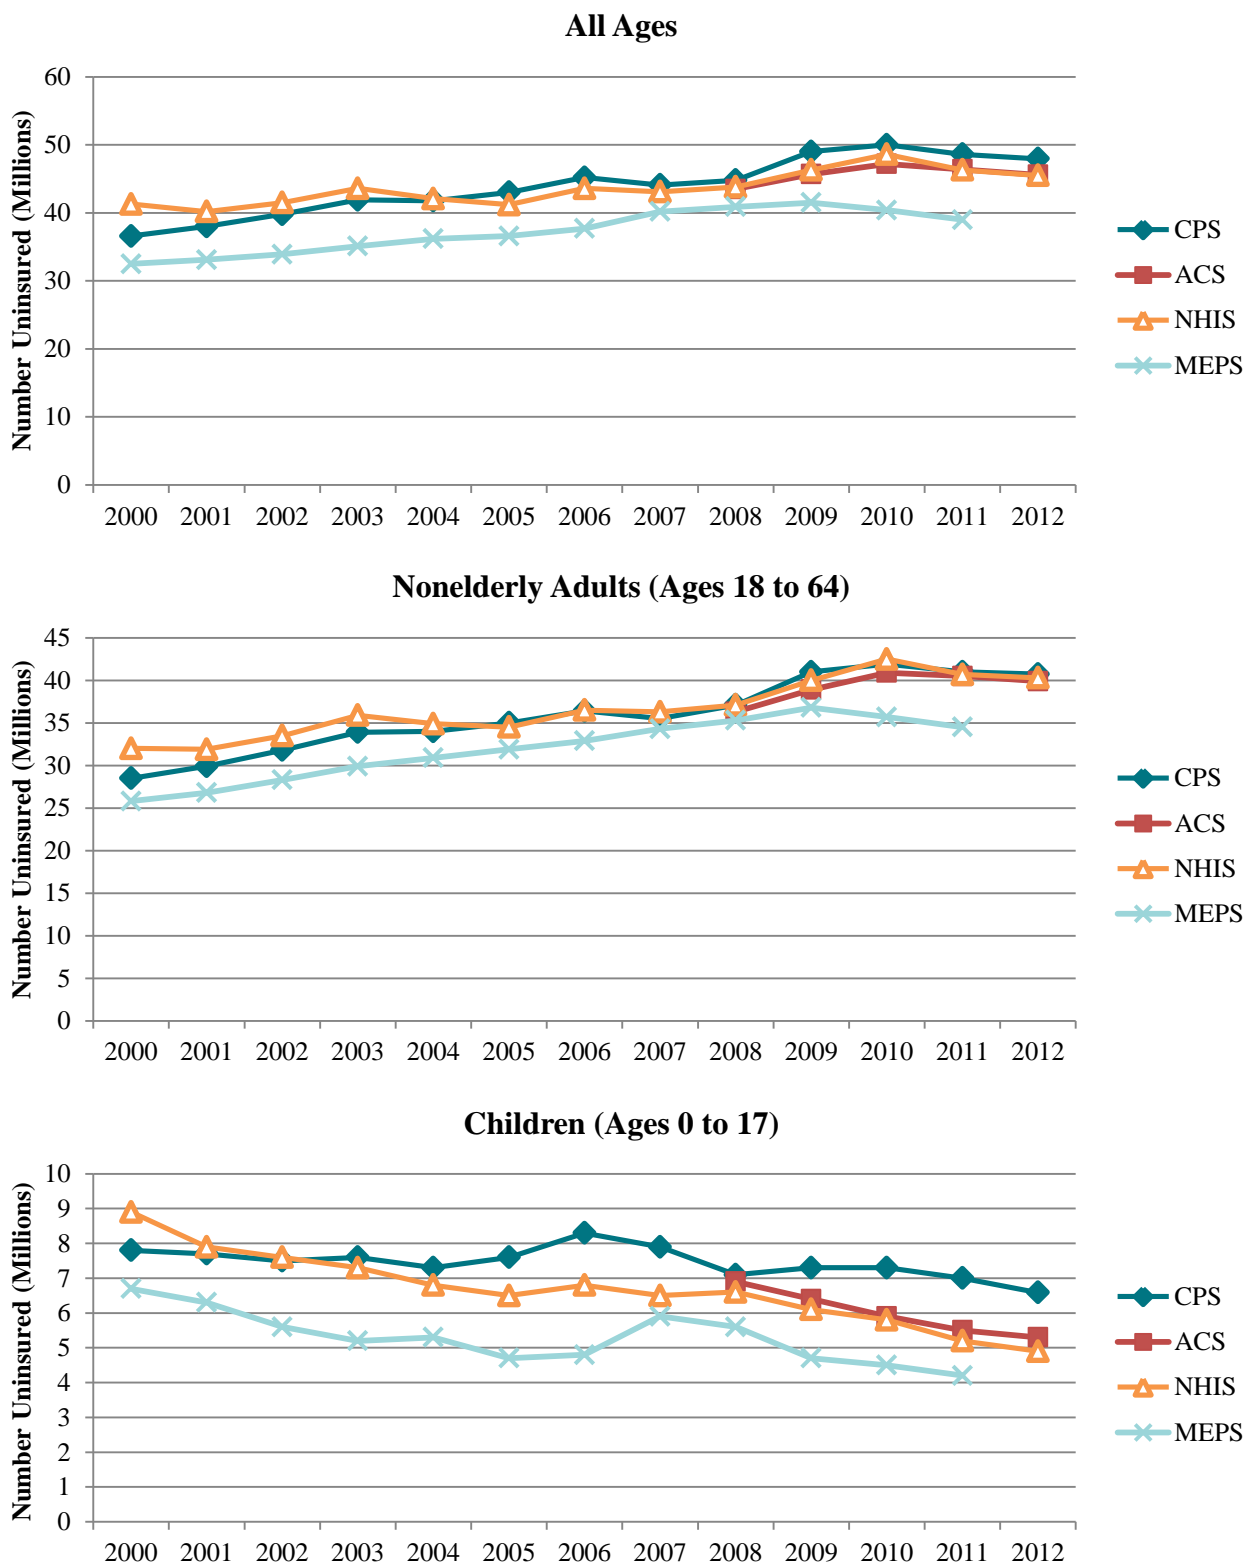 All Ages
Number Uninsured (Millions)
60
50
40
30
20
10
0
2000 2001 2002 2003 2004 2005 2006 2007 2008 2009 2010 2011 2012
CPS
ACS
NHIS
MEPS
Nonelderly Adults (Ages 18 to 64)
Number Uninsured (Millions)
45
40
35
30
25
20
15
10
5
0
2000 2001 2002 2003 2004 2005 2006 2007 2008 2009 2010 2011 2012
CPS
ACS
NHIS
MEPS
Children (Ages 0 to 17)
Number Uninsured (Millions)
10
9
8
7
6
5
4
3
2
1
0
2000 2001 2002 2003 2004 2005 2006 2007 2008 2009 2010 2011 2012
CPS
ACS
NHIS
MEPS